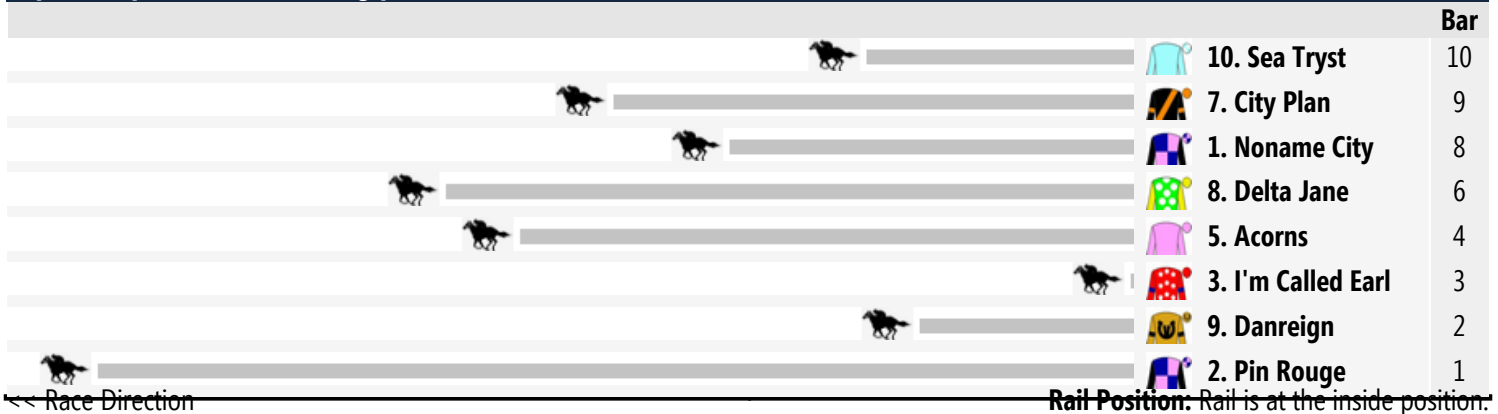 Bar
10. Sea Tryst 10
7. City Plan 9
1. Noname City 8
8. Delta Jane 6
5. Acorns 4
3. I'm Called Earl 3
9. Danreign 2
2. Pin Rouge 1
<< Race Direction Rail Position: Rail is at the inside position.